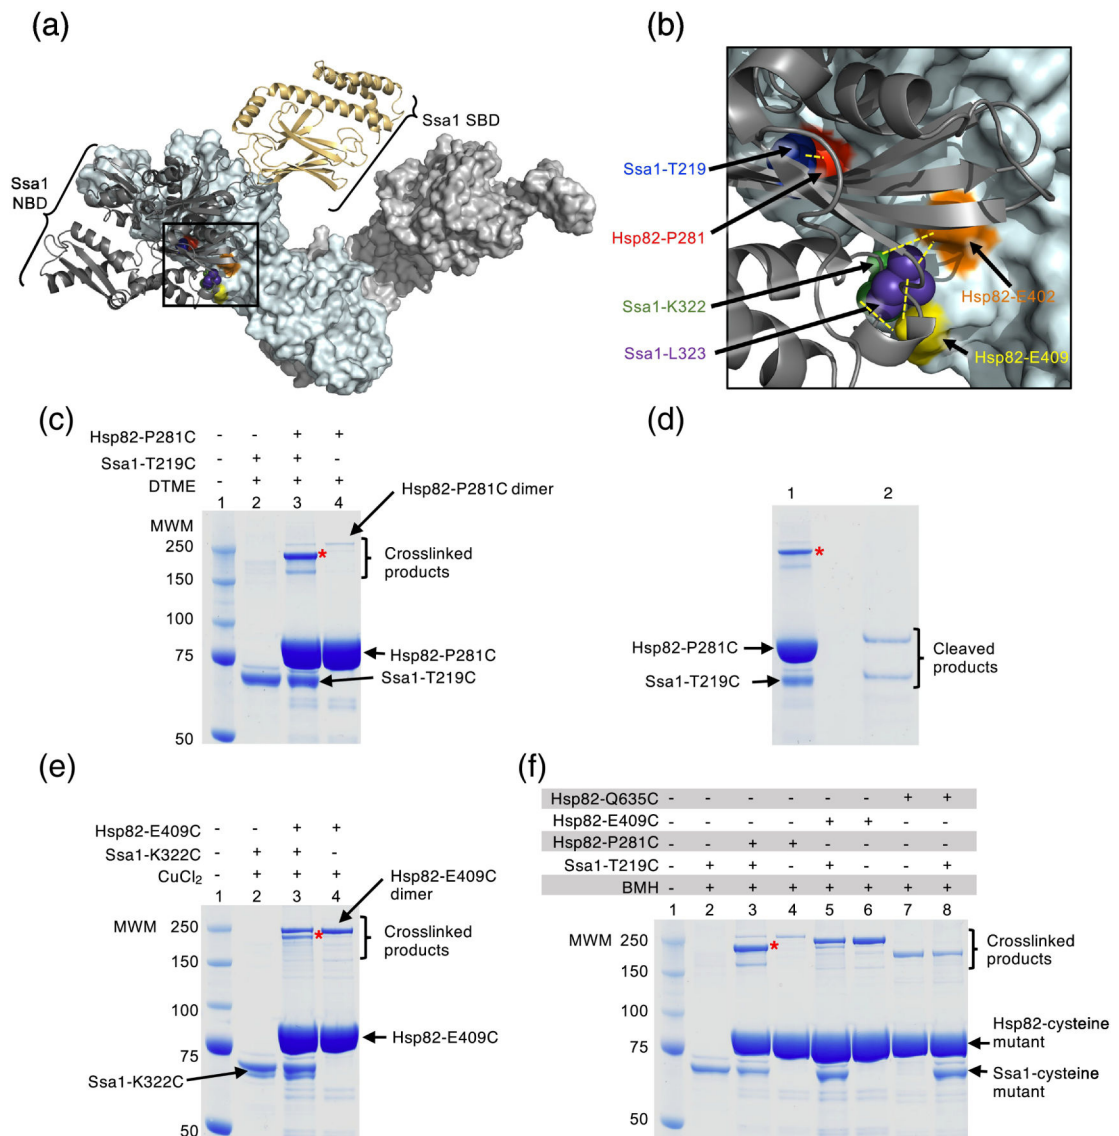 (a)
Ssa1 SBD
Ssa1
NBD
(b)
Ssa1-T219
Hsp82-P281
Ssa1-K322
Hsp82-E402
Ssa1-L323
Hsp82-E409
(c)
Hsp82-P281C - - + +
Ssa1-T219C - + + -
DTME - + + +
1 2 3 4
Hsp82-P281C dimer
MWM
250
*
Crosslinked
products
150
100
75
Hsp82-P281C
Ssa1-T219C
50
(d)
1 2
*
Hsp82-P281C
Ssa1-T219C
Cleaved
products
(e)
Hsp82-E409C - - + +
Ssa1-K322C - + + -
CuCl₂ - + + +
1 2 3 4
Hsp82-E409C
dimer
MWM 250
*
Crosslinked
products
150
100
75
Hsp82-E409C
Ssa1-K322C
50
(f)
Hsp82-Q635C - - - - - - + +
Hsp82-E409C - - - - + + - -
Hsp82-P281C - - + + - - - -
Ssa1-T219C - + + - + - - +
BMH - + + + + + + +
1 2 3 4 5 6 7 8
MWM 250
*
Crosslinked
products
150
100
75
Hsp82-cysteine
mutant
Ssa1-cysteine
mutant
50